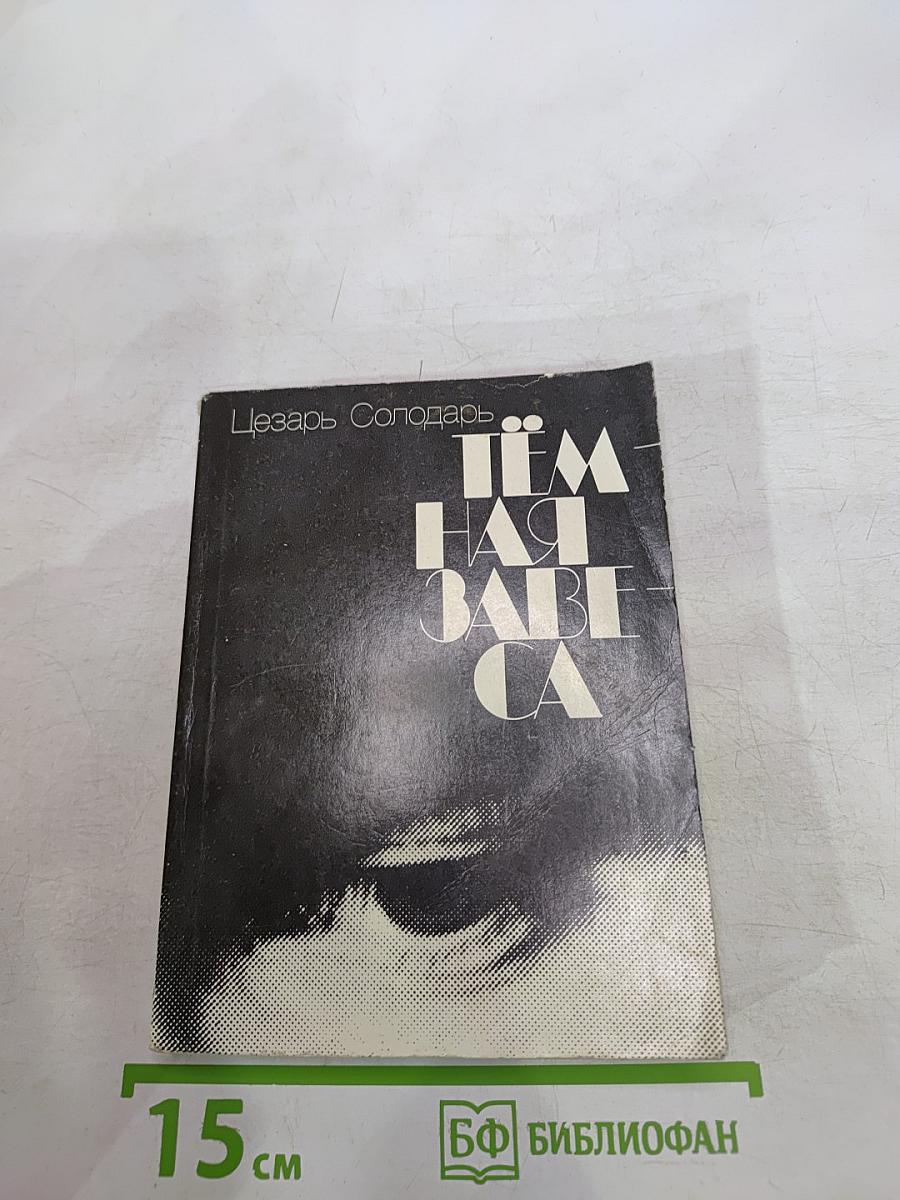 Цезарь Солодарь
ТЁМ-
НАЯ
ЗАВЕ-
СА
15 см
БФ БИБЛИОФАН